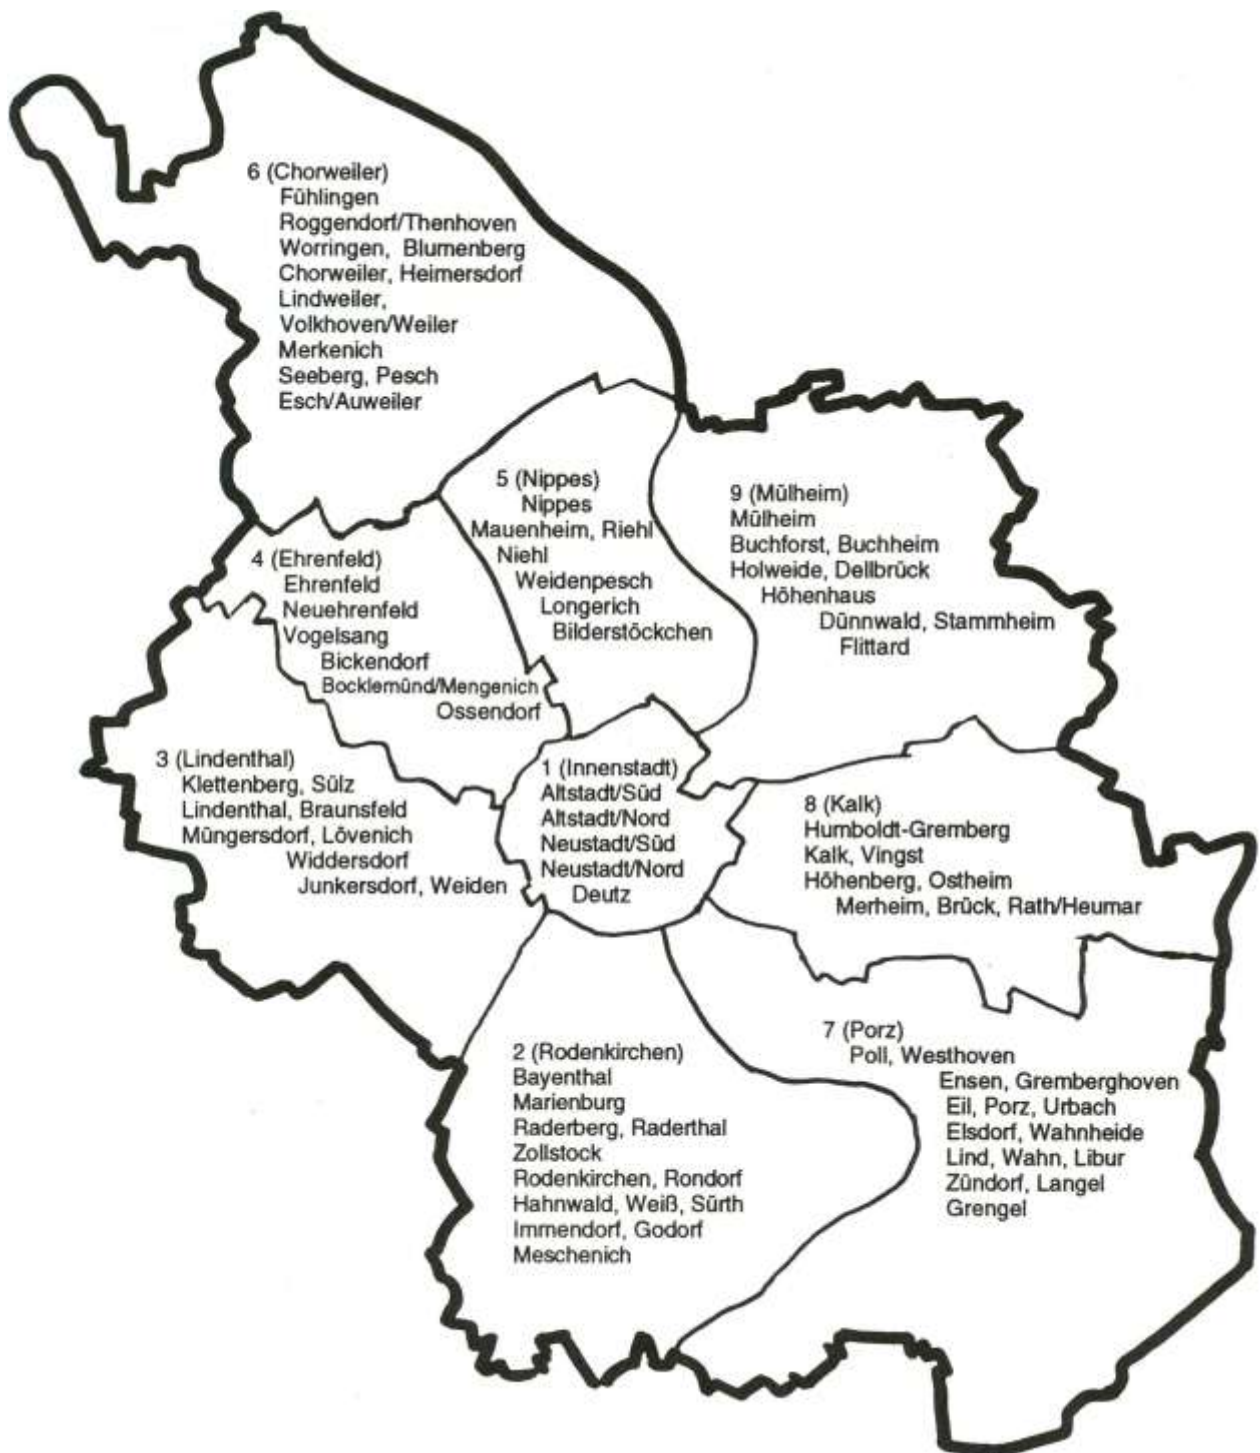 6 (Chorweiler)
Fühlingen
Roggendorf/Thenhoven
Worringen, Blumenberg
Chorweiler, Heimersdorf
Lindweiler,
Volkhoven/Weiler
Merkenich
Seeberg, Pesch
Esch/Auweiler
5 (Nippes)
Nippes
Mauenheim, Riehl
Niehl
Weidenpesch
Longerich
Bilderstöckchen
9 (Mülheim)
Mülheim
Buchforst, Buchheim
Holweide, Dellbrück
Höhenhaus
Dünnwald, Stammheim
Flittard
4 (Ehrenfeld)
Ehrenfeld
Neuehrenfeld
Vogelsang
Bickendorf
Bocklemünd/Mengenich
Ossendorf
3 (Lindenthal)
Klettenberg, Sülz
Lindenthal, Braunsfeld
Müngersdorf, Lövenich
Widdersdorf
Junkersdorf, Weiden
1 (Innenstadt)
Altstadt/Süd
Altstadt/Nord
Neustadt/Süd
Neustadt/Nord
Deutz
8 (Kalk)
Humboldt-Gremberg
Kalk, Vingst
Höhenberg, Ostheim
Merheim, Brück, Rath/Heumar
2 (Rodenkirchen)
Bayenthal
Marienburg
Raderberg, Raderthal
Zollstock
Rodenkirchen, Rondorf
Hahnwald, Weiß, Sürth
Immendorf, Godorf
Meschenich
7 (Porz)
Poll, Westhoven
Ensen, Gremberghoven
Eil, Porz, Urbach
Elsdorf, Wahnheide
Lind, Wahn, Libur
Zündorf, Langel
Grengel